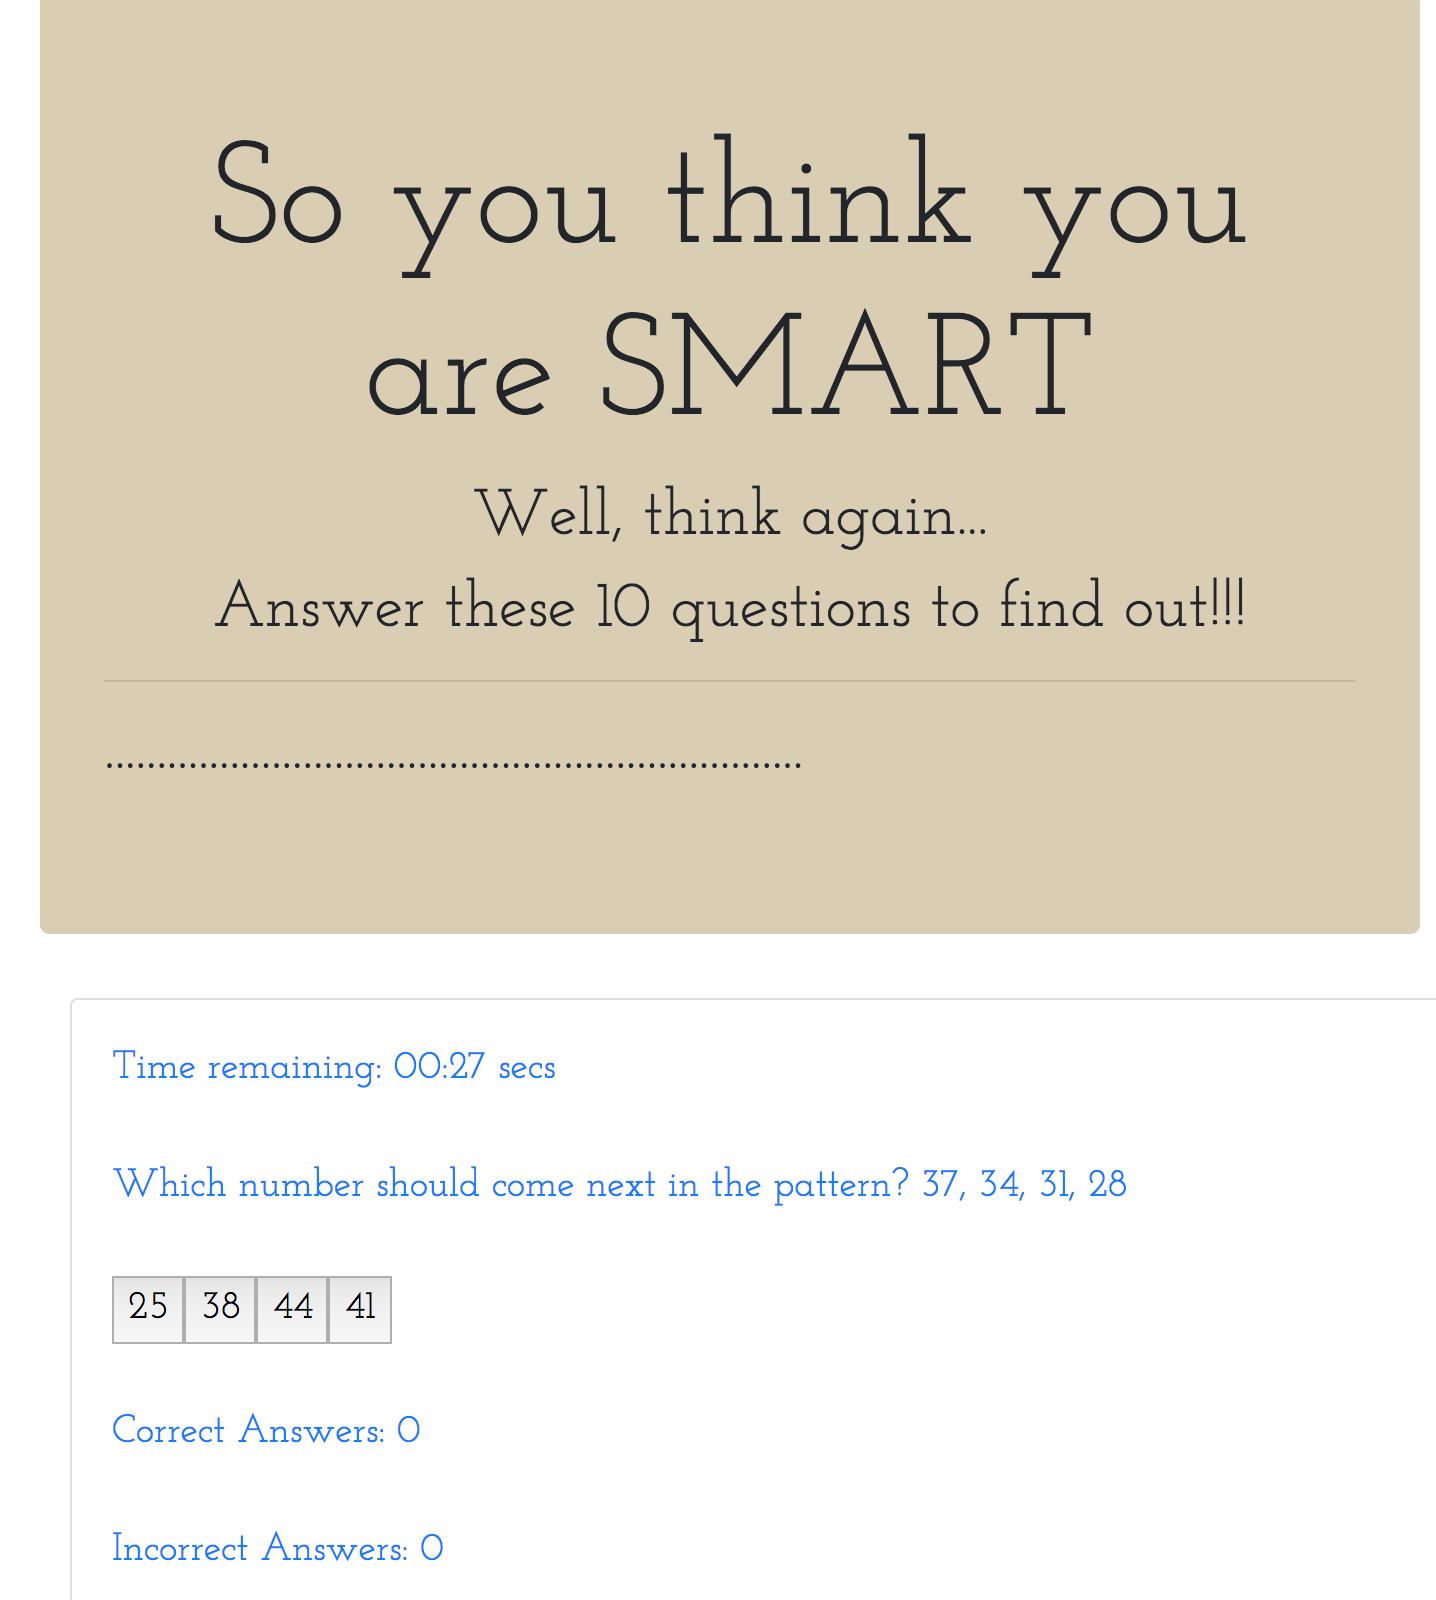 So you think you
are SMART
Well, think again...
Answer these 10 questions to find out!!!
...................................................................
Time remaining: 00:27 secs
Which number should come next in the pattern? 37, 34, 31, 28
25 38 44 41
Correct Answers: 0
Incorrect Answers: 0